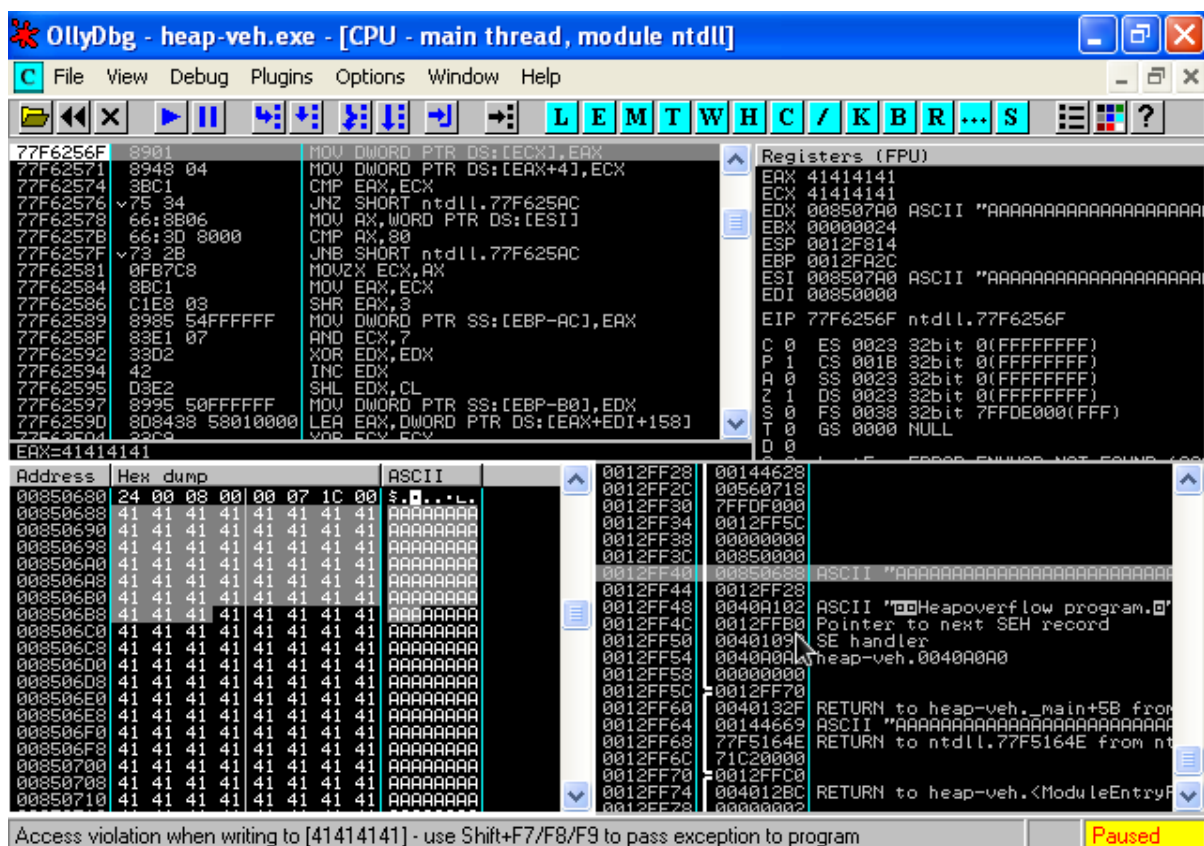 OllyDbg - heap-veh.exe - [CPU - main thread, module ntdll]
C File View Debug Plugins Options Window Help
L E M T W H C / K B R ... S ?
77F6256F 8901 MOV DWORD PTR DS:[ECX],EAX
77F62571 8948 04 MOV DWORD PTR DS:[EAX+4],ECX
77F62574 3BC1 CMP EAX,ECX
77F62576 75 34 JNZ SHORT ntdll.77F625AC
77F62578 66:8B06 MOV AX,WORD PTR DS:[ESI]
77F6257B 66:3D 8000 CMP AX,80
77F6257F 73 2B JNB SHORT ntdll.77F625AC
77F62581 0FB7C8 MOVZX ECX,AX
77F62584 8BC1 MOV EAX,ECX
77F62586 C1E8 03 SHR EAX,3
77F62589 8985 54FFFFFF MOV DWORD PTR SS:[EBP-AC],EAX
77F6258F 83E1 07 AND ECX,7
77F62592 33D2 XOR EDX,EDX
77F62594 42 INC EDX
77F62595 D3E2 SHL EDX,CL
77F62597 8995 50FFFFFF MOV DWORD PTR SS:[EBP-B0],EDX
77F6259D 8D8438 58010000 LEA EAX,DWORD PTR DS:[EAX+EDI+158]
EAX=41414141
Registers (FPU)
EAX 41414141
ECX 41414141
EDX 008507A0 ASCII "AAAAAAAAAAAAAAAAAAAA
EBX 00000024
ESP 0012F814
EBP 0012FA2C
ESI 008507A0 ASCII "AAAAAAAAAAAAAAAAAAAA
EDI 00850000
EIP 77F6256F ntdll.77F6256F
C 0 ES 0023 32bit 0(FFFFFFFF)
P 1 CS 001B 32bit 0(FFFFFFFF)
A 0 SS 0023 32bit 0(FFFFFFFF)
Z 1 DS 0023 32bit 0(FFFFFFFF)
S 0 FS 0038 32bit 7FFDE000(FFF)
T 0 GS 0000 NULL
D 0
Address Hex dump ASCII
00850680 24 00 08 00 00 07 1C 00 $.
00850688 41 41 41 41 41 41 41 41 AAAAAAAA
00850690 41 41 41 41 41 41 41 41 AAAAAAAA
00850698 41 41 41 41 41 41 41 41 AAAAAAAA
008506A0 41 41 41 41 41 41 41 41 AAAAAAAA
008506A8 41 41 41 41 41 41 41 41 AAAAAAAA
008506B0 41 41 41 41 41 41 41 41 AAAAAAAA
008506B8 41 41 41 41 41 41 41 41 AAAAAAAA
008506C0 41 41 41 41 41 41 41 41 AAAAAAAA
008506C8 41 41 41 41 41 41 41 41 AAAAAAAA
008506D0 41 41 41 41 41 41 41 41 AAAAAAAA
008506D8 41 41 41 41 41 41 41 41 AAAAAAAA
008506E0 41 41 41 41 41 41 41 41 AAAAAAAA
008506E8 41 41 41 41 41 41 41 41 AAAAAAAA
008506F0 41 41 41 41 41 41 41 41 AAAAAAAA
008506F8 41 41 41 41 41 41 41 41 AAAAAAAA
00850700 41 41 41 41 41 41 41 41 AAAAAAAA
00850708 41 41 41 41 41 41 41 41 AAAAAAAA
00850710 41 41 41 41 41 41 41 41 AAAAAAAA
0012FF28 00144628
0012FF2C 00560718
0012FF30 7FFDF000
0012FF34 0012FF5C
0012FF38 00000000
0012FF3C 00850000
0012FF40 00850688 ASCII "AAAAAAAAAAAAAAAAAAAAAAAAA
0012FF44 0012FF28
0012FF48 0040A102 ASCII "Heapoverflow program."
0012FF4C 0012FFB0 Pointer to next SEH record
0012FF50 SE handler
0012FF54 0040A0A0 heap-veh.0040A0A0
0012FF58 00000000
0012FF5C 0012FF70
0012FF60 0040132F RETURN to heap-veh._main+5B from
0012FF64 00144669 ASCII "AAAAAAAAAAAAAAAAAAAAAAAAA
0012FF68 77F5164E RETURN to ntdll.77F5164E from nt
0012FF6C 71C20000
0012FF70 0012FFC0
0012FF74 004012BC RETURN to heap-veh.<ModuleEntryP
0012FF78 00000002
Access violation when writing to [41414141] - use Shift+F7/F8/F9 to pass exception to program Paused